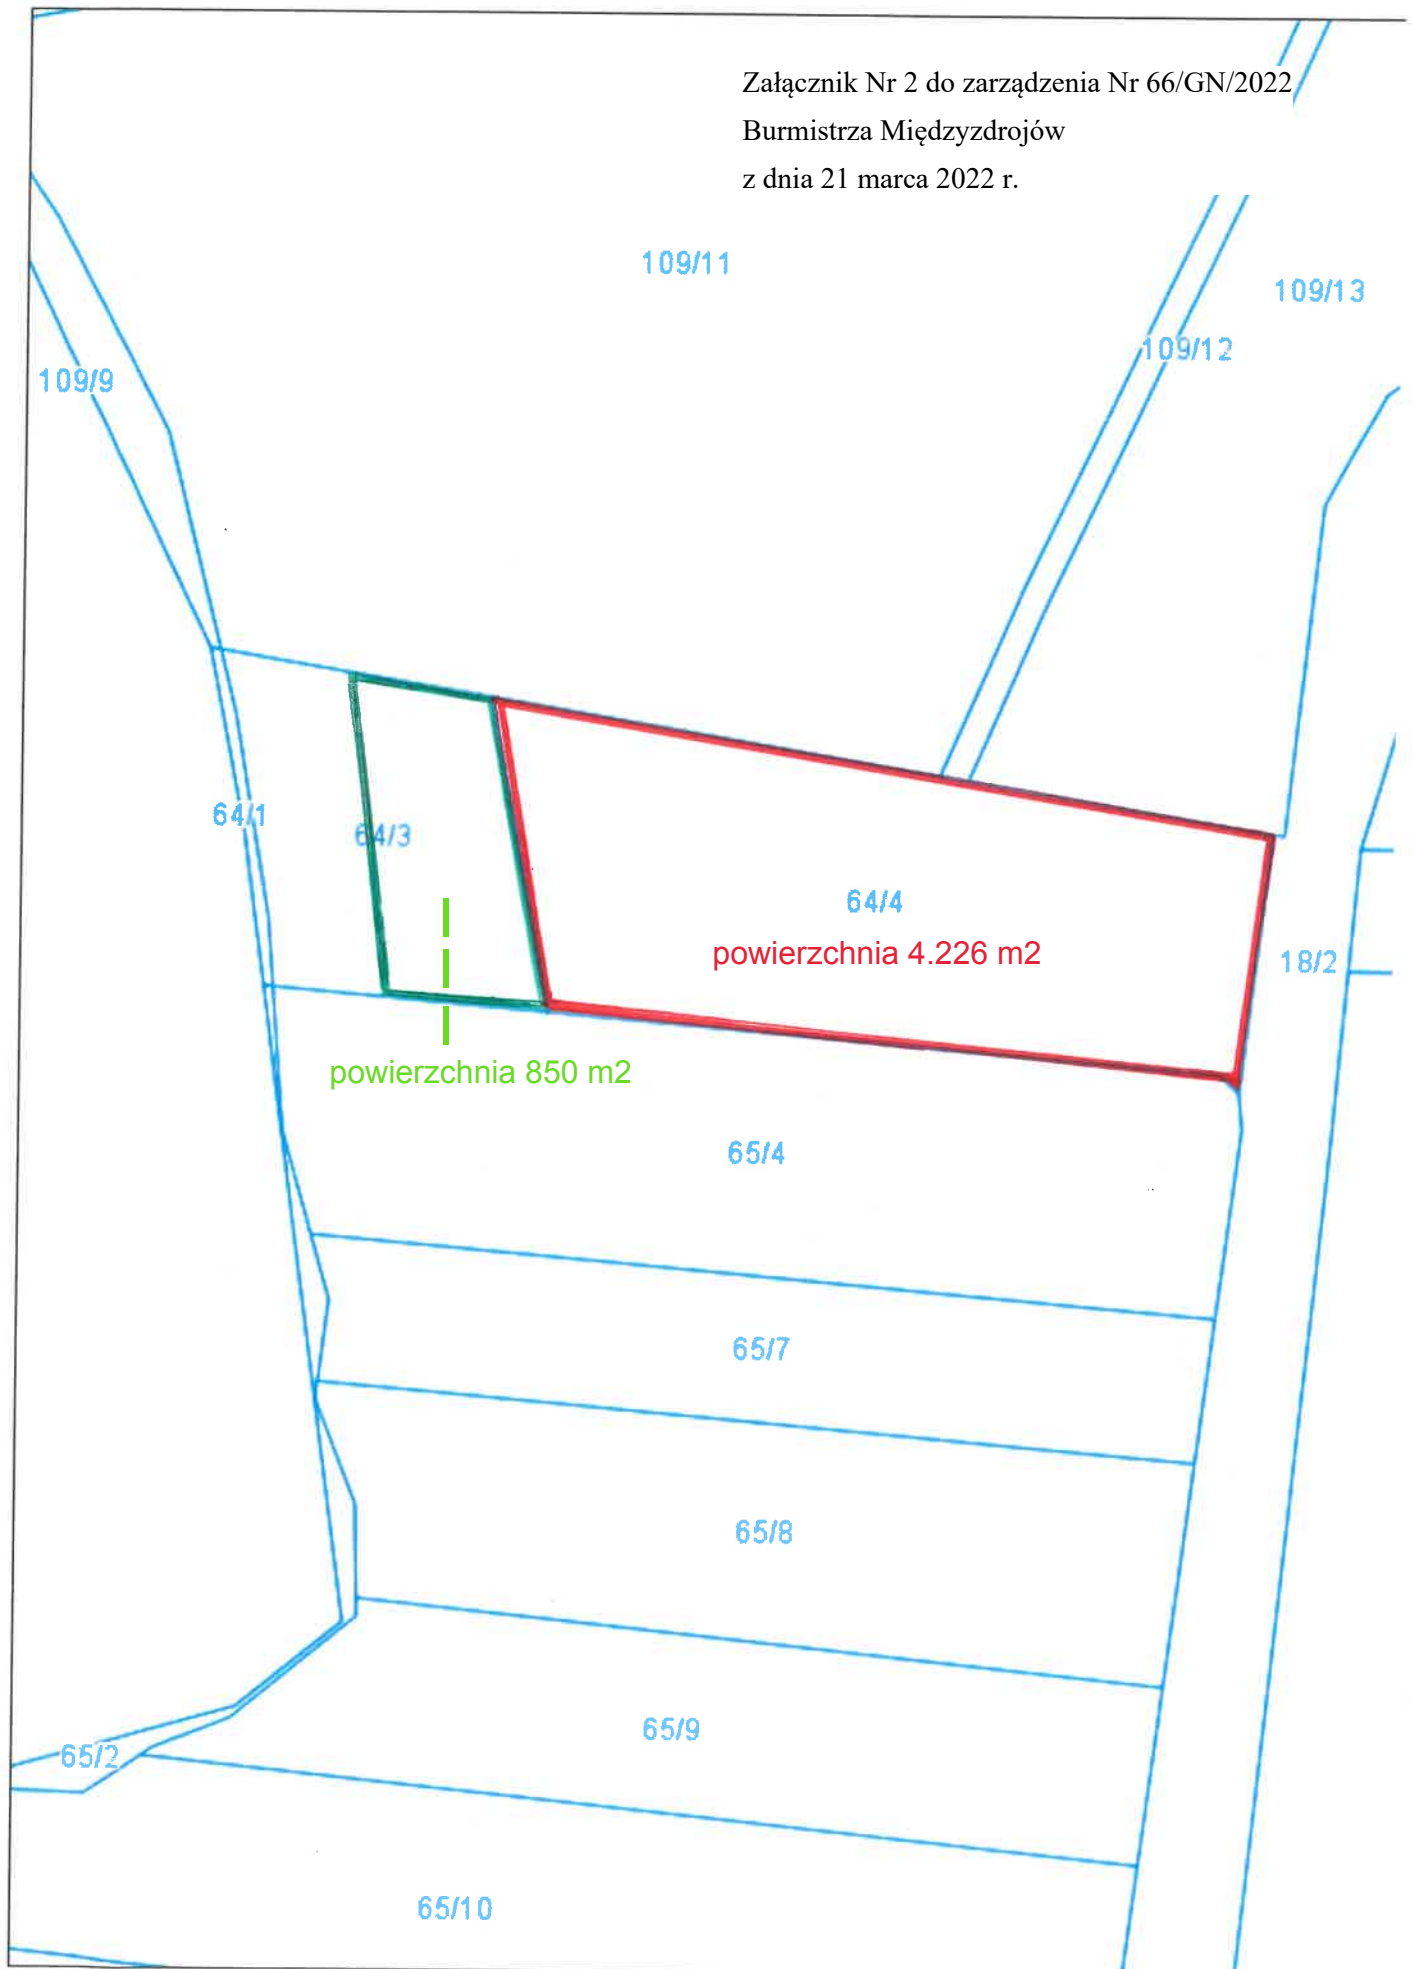 Załącznik Nr 2 do zarządzenia Nr 66/GN/2022
Burmistrza Międzyzdrojów
z dnia 21 marca 2022 r.
109/11
109/13
109/12
109/9
64/1
64/3
64/4
powierzchnia 4.226 m2
18/2
powierzchnia 850 m2
65/4
65/7
65/8
65/9
65/2
65/10